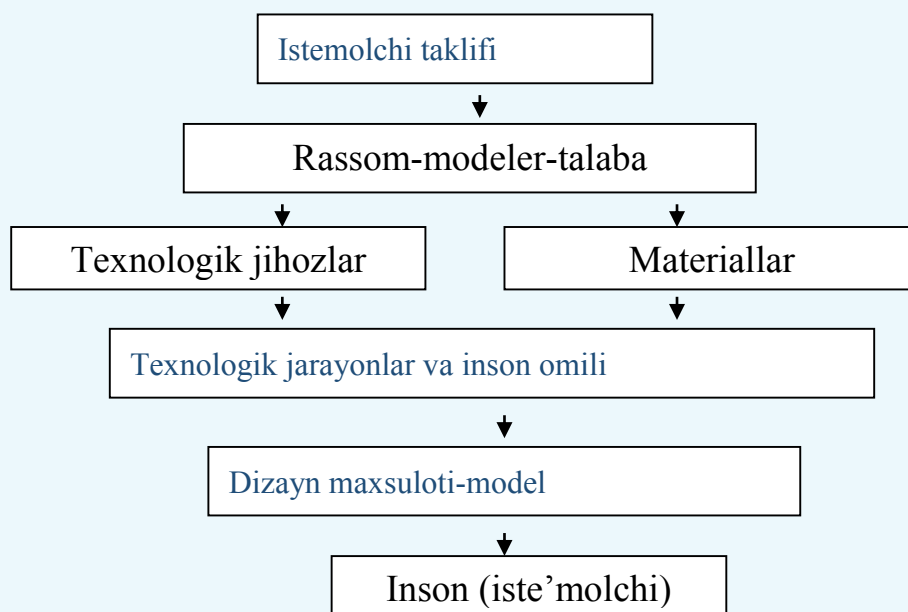 Istemolchi taklifi
Rassom-modeler-talaba
Texnologik jihozlar
Materiallar
Texnologik jarayonlar va inson omili
Dizayn maxsuloti-model
Inson (iste’molchi)